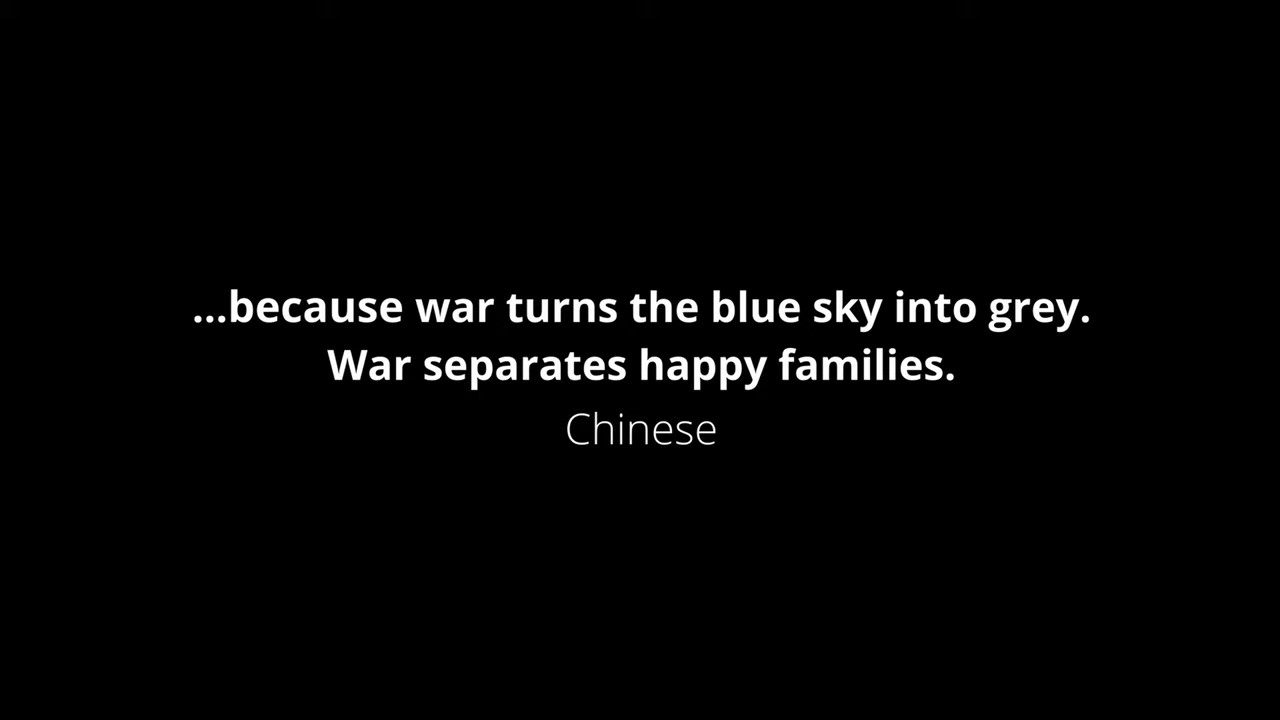 ...because war turns the blue sky into grey.
War separates happy families.
Chinese